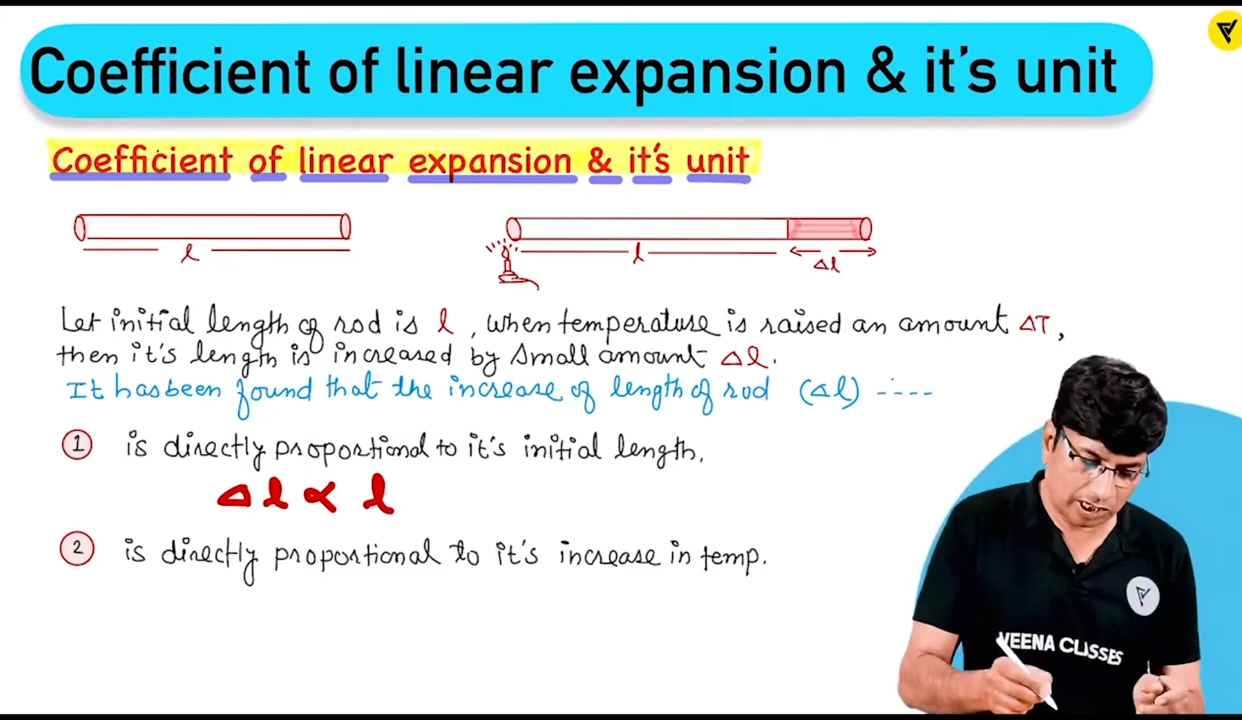 Coefficient of linear expansion & it's unit
Coefficient of linear expansion & it's unit
l
l
Δl
Let initial length of rod is l , when temperature is raised an amount ΔT,
then it's length is increased by small amount Δl.
It has been found that the increase of length of rod (Δl) ----
1 is directly proportional to it's initial length.
Δl ∝ l
2 is directly proportional to it's increase in temp.
VEENA CLASSES